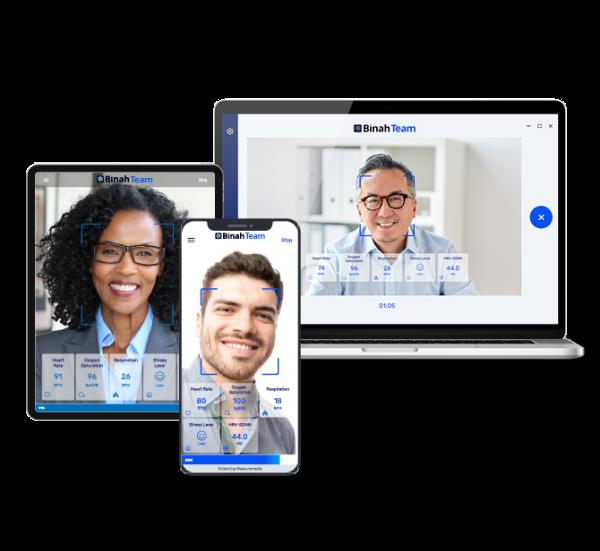 Binah Team
Heart Rate
74
BPM
Oxygen Saturation
96
SpO2%
Respiration
26
BPM
Stress Level
Low
HRV-SDNN
44.0
ms
01:05
Binah Team
Stop
Heart Rate
91
BPM
Oxygen Saturation
96
SpO2%
Respiration
26
BPM
Stress Level
Low
Binah Team
Stop
Heart Rate
80
BPM
Oxygen Saturation
100
SpO2%
Respiration
18
BPM
Stress Level
Low
HRV-SDNN
44.0
Collecting Measurements